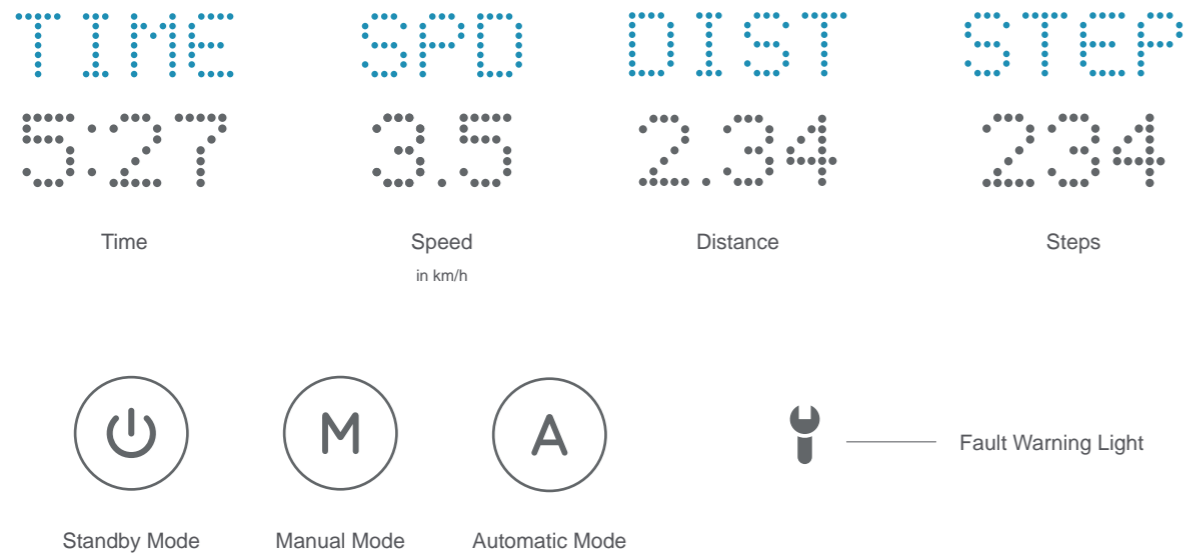 TIME SPD DIST STEP
5:27 3.5 2.34 234
Time Speed Distance Steps
in km/h
M A
Fault Warning Light
Standby Mode Manual Mode Automatic Mode